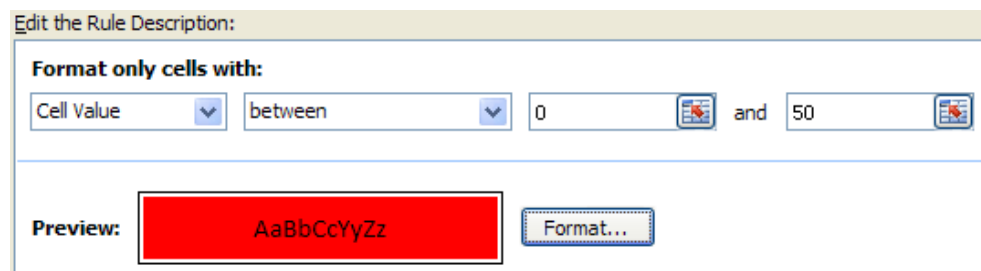 Edit the Rule Description:
Format only cells with:
Cell Value between 0 and 50
Preview: AaBbCcYyZz Format...